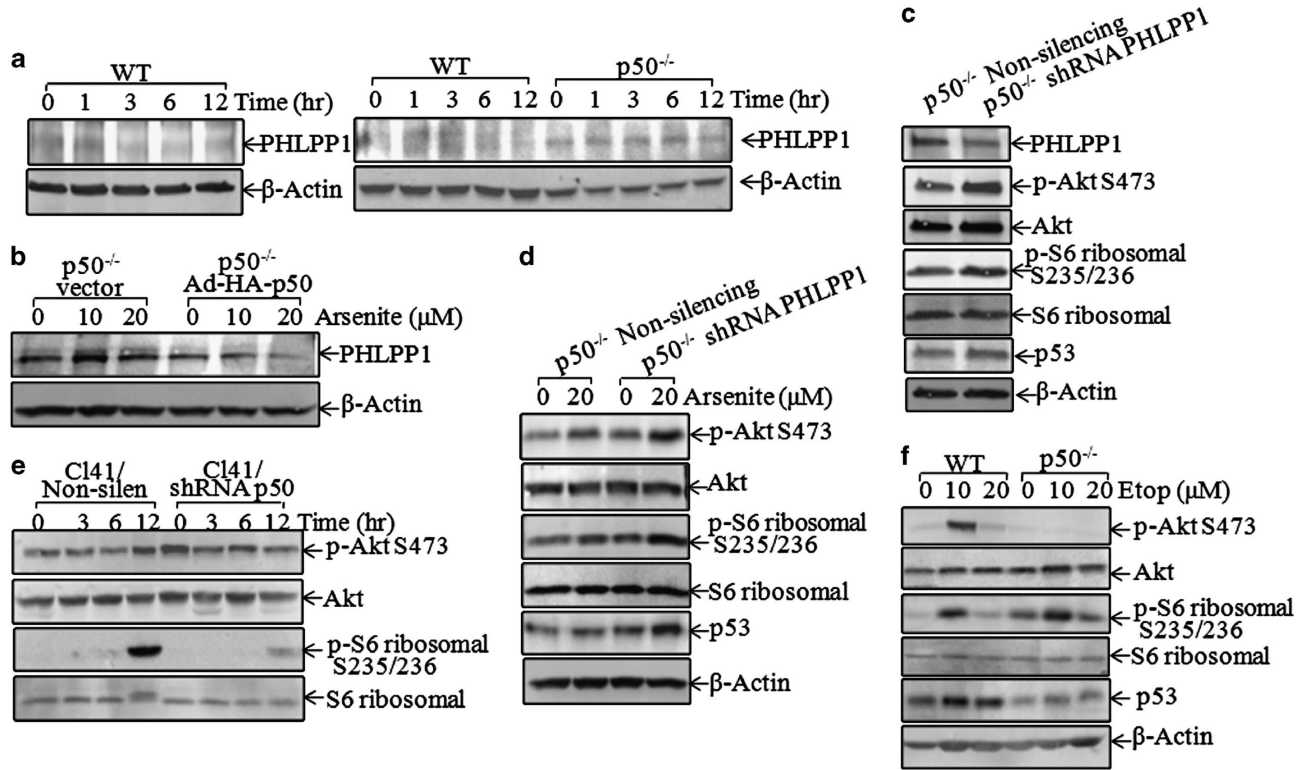 a
WT
0 1 3 6 12 Time (hr)
←PHLPP1
←β-Actin
WT p50-/-
0 1 3 6 12 0 1 3 6 12 Time (hr)
←PHLPP1
←β-Actin
b
p50-/- vector
p50-/- Ad-HA-p50
0 10 20 0 10 20 Arsenite (μM)
←PHLPP1
←β-Actin
c
p50-/- Non-silencing
p50-/- shRNA PHLPP1
←PHLPP1
←p-Akt S473
←Akt
←p-S6 ribosomal
S235/236
←S6 ribosomal
←p53
←β-Actin
d
p50-/- Non-silencing
p50-/- shRNA PHLPP1
0 20 0 20 Arsenite (μM)
←p-Akt S473
←Akt
←p-S6 ribosomal
S235/236
←S6 ribosomal
←p53
←β-Actin
e
Cl41/ Non-silen
Cl41/ shRNA p50
0 3 6 12 0 3 6 12 Time (hr)
←p-Akt S473
←Akt
←p-S6 ribosomal
S235/236
←S6 ribosomal
f
WT p50-/-
0 10 20 0 10 20 Etop (μM)
←p-Akt S473
←Akt
←p-S6 ribosomal
S235/236
←S6 ribosomal
←p53
←β-Actin